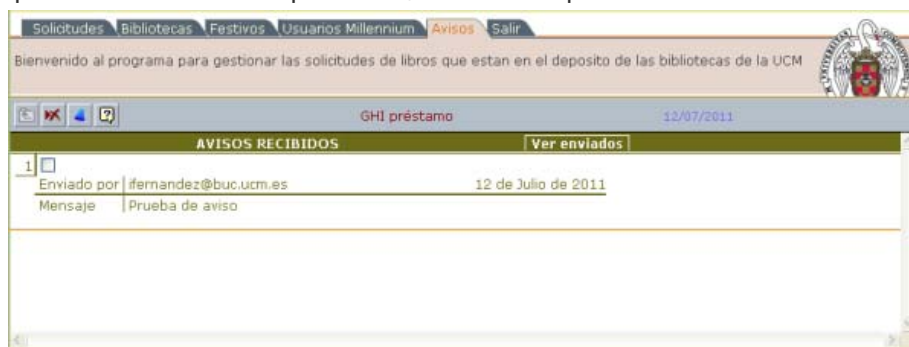 Solicitudes Bibliotecas Festivos Usuarios Millennium Avisos Salir
Bienvenido al programa para gestionar las solicitudes de libros que estan en el deposito de las bibliotecas de la UCM
GHI préstamo 12/07/2011
AVISOS RECIBIDOS Ver enviados
1
Enviado por ifernandez@buc.ucm.es 12 de Julio de 2011
Mensaje Prueba de aviso